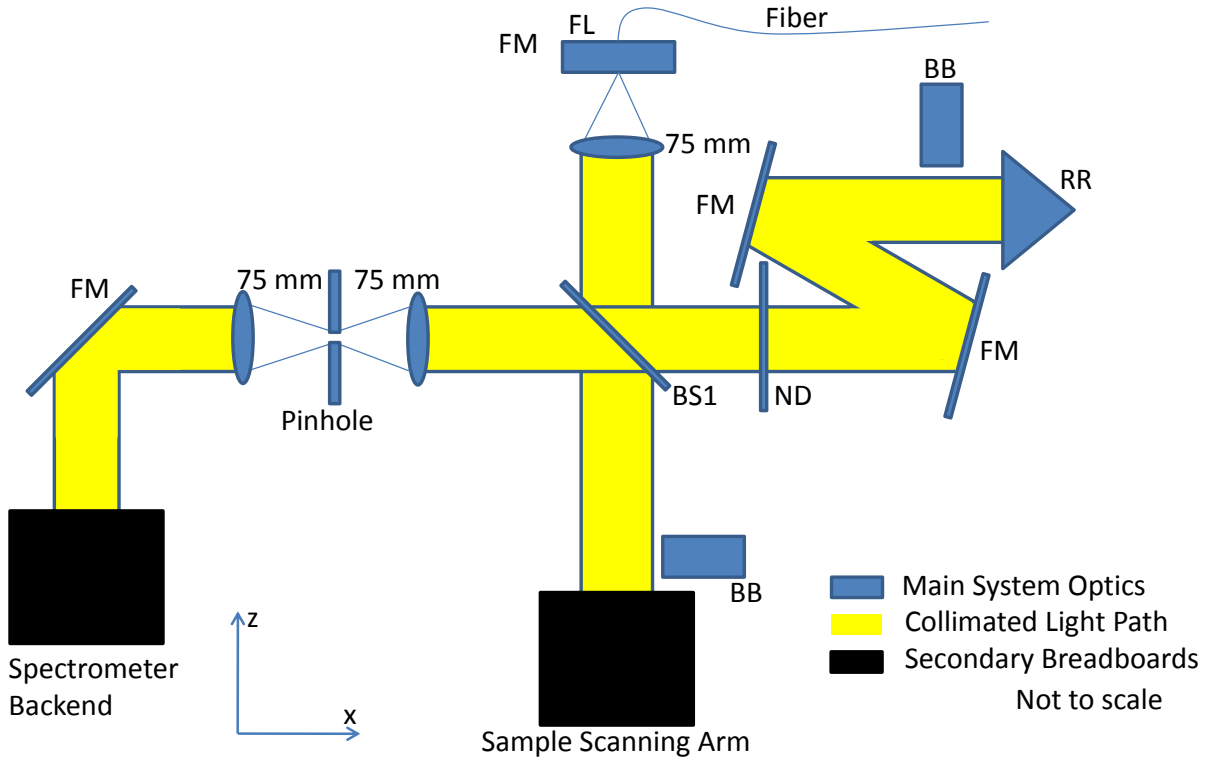 Fiber
FL
FM
BB
75 mm
RR
FM
75 mm
75 mm
FM
FM
BS1
ND
Pinhole
BB
Main System Optics
Collimated Light Path
Secondary Breadboards
Not to scale
z
x
Spectrometer
Backend
Sample Scanning Arm